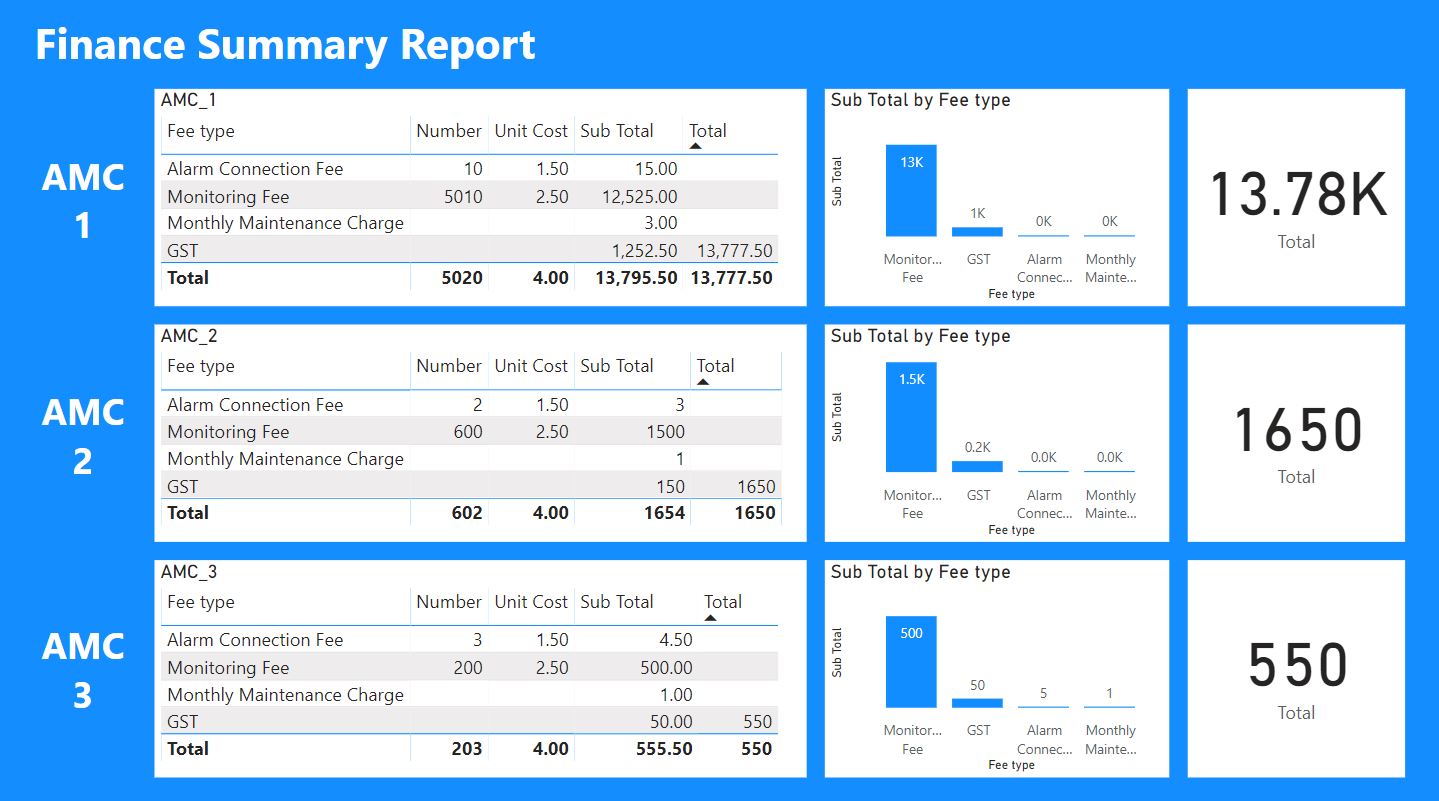 Finance Summary Report
AMC
1
AMC_1
Fee type Number Unit Cost Sub Total Total
Alarm Connection Fee 10 1.50 15.00
Monitoring Fee 5010 2.50 12,525.00
Monthly Maintenance Charge 3.00
GST 1,252.50 13,777.50
Total 5020 4.00 13,795.50 13,777.50
Sub Total by Fee type
Sub Total
13K
1K
0K
0K
Monitor... GST Alarm Monthly
Fee Connec... Mainte...
Fee type
13.78K
Total
AMC
2
AMC_2
Fee type Number Unit Cost Sub Total Total
Alarm Connection Fee 2 1.50 3
Monitoring Fee 600 2.50 1500
Monthly Maintenance Charge 1
GST 150 1650
Total 602 4.00 1654 1650
Sub Total by Fee type
Sub Total
1.5K
0.2K
0.0K
0.0K
Monitor... GST Alarm Monthly
Fee Connec... Mainte...
Fee type
1650
Total
AMC
3
AMC_3
Fee type Number Unit Cost Sub Total Total
Alarm Connection Fee 3 1.50 4.50
Monitoring Fee 200 2.50 500.00
Monthly Maintenance Charge 1.00
GST 50.00 550
Total 203 4.00 555.50 550
Sub Total by Fee type
Sub Total
500
50
5
1
Monitor... GST Alarm Monthly
Fee Connec... Mainte...
Fee type
550
Total